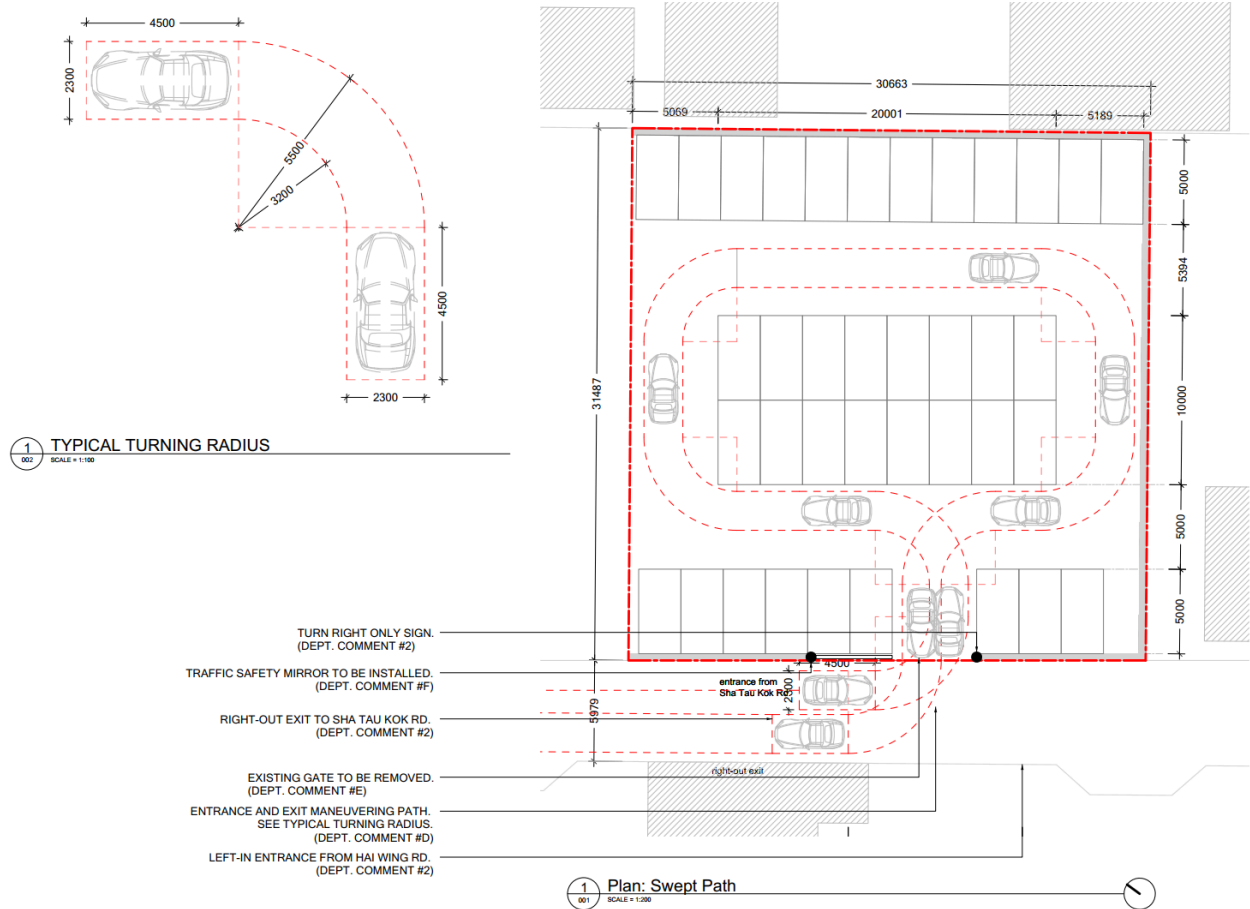 4500
2300
5500
3200
4500
2300
1
002
TYPICAL TURNING RADIUS
SCALE = 1:100
30663
5069
20001
5189
5000
5394
10000
31487
5000
5000
4500
entrance from
Sha Tau Kok Rd.
2300
5979
right-out exit
TURN RIGHT ONLY SIGN.
(DEPT. COMMENT #2)
TRAFFIC SAFETY MIRROR TO BE INSTALLED.
(DEPT. COMMENT #F)
RIGHT-OUT EXIT TO SHA TAU KOK RD.
(DEPT. COMMENT #2)
EXISTING GATE TO BE REMOVED.
(DEPT. COMMENT #E)
ENTRANCE AND EXIT MANEUVERING PATH.
SEE TYPICAL TURNING RADIUS.
(DEPT. COMMENT #D)
LEFT-IN ENTRANCE FROM HAI WING RD.
(DEPT. COMMENT #2)
1
001
Plan: Swept Path
SCALE = 1:200